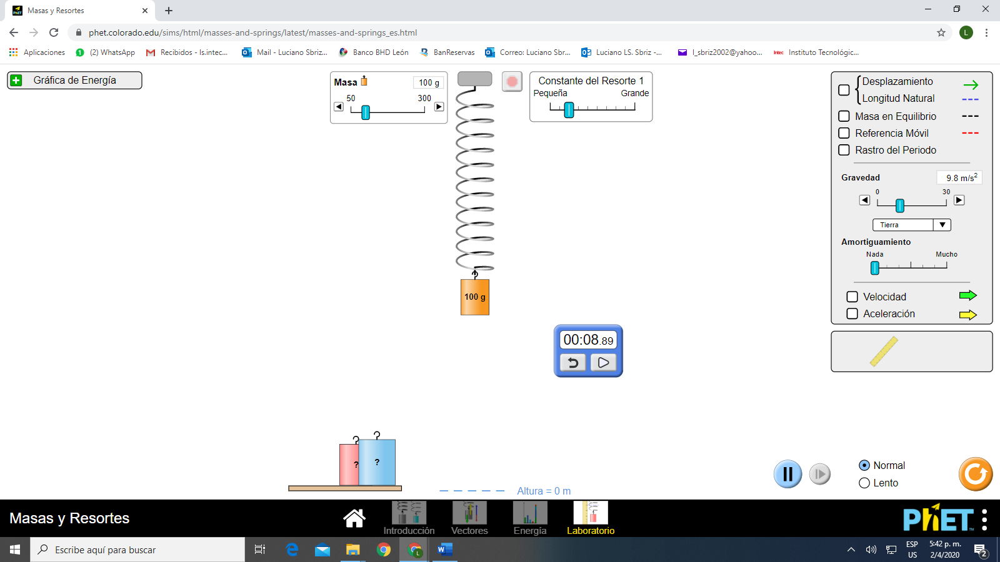 Masas y Resortes
phet.colorado.edu/sims/html/masses-and-springs/latest/masses-and-springs_es.html
L
Aplicaciones
(2) WhatsApp
Recibidos - ls.intec...
Mail - Luciano Sbriz...
Banco BHD León
BanReservas
Correo: Luciano Sbr...
Luciano LS. Sbriz -...
l_sbriz2002@yahoo...
Instituto Tecnológic...
Gráfica de Energía
Masa
100 g
50
300
Constante del Resorte 1
Pequeña
Grande
100 g
00:08.89
?
?
Altura = 0 m
Desplazamiento
Longitud Natural
Masa en Equilibrio
Referencia Móvil
Rastro del Periodo
Gravedad
9.8 m/s²
0
30
Tierra
Amortiguamiento
Nada
Mucho
Velocidad
Aceleración
Normal
Lento
Masas y Resortes
Introducción
Vectores
Energía
Laboratorio
PhET
Escribe aquí para buscar
ESP
US
5:42 p. m.
2/4/2020
2